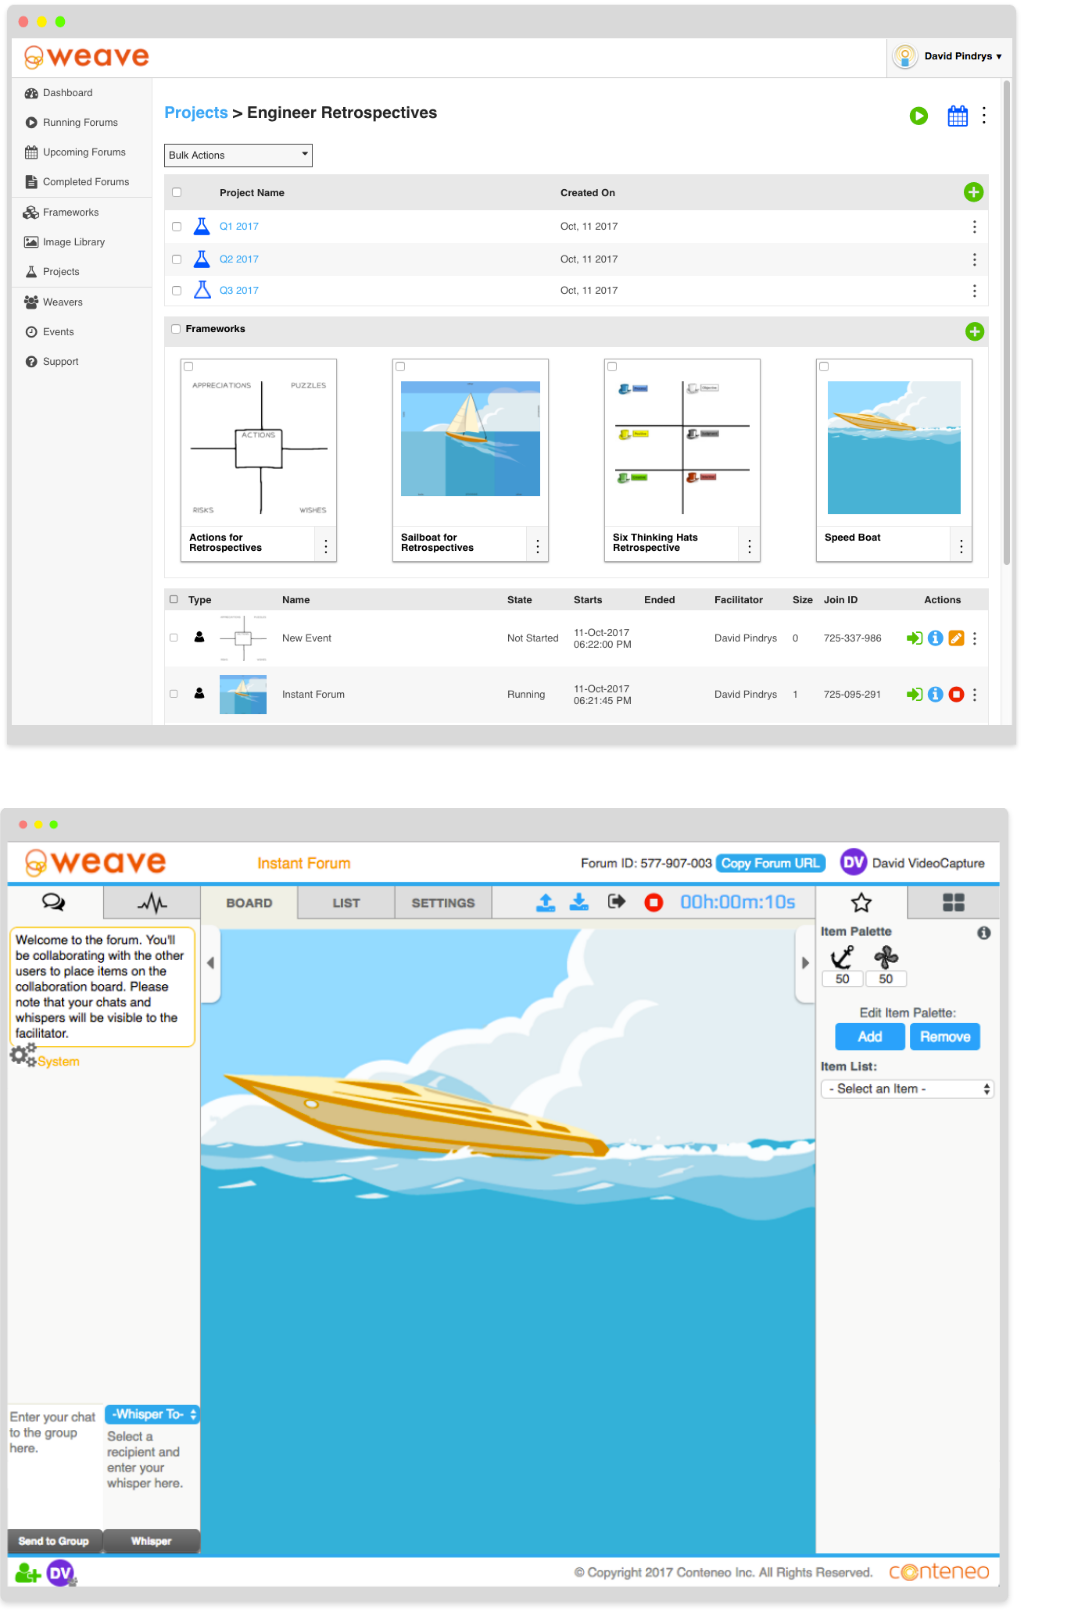 weave
David Pindrys ▾
Dashboard
Running Forums
Upcoming Forums
Completed Forums
Frameworks
Image Library
Projects
Weavers
Events
Support
Projects > Engineer Retrospectives
Bulk Actions
Project Name Created On
Q1 2017 Oct, 11 2017
Q2 2017 Oct, 11 2017
Q3 2017 Oct, 11 2017
Frameworks
APPRECIATIONS PUZZLES
ACTIONS
RISKS WISHES
Actions for
Retrospectives
Sailboat for
Retrospectives
Six Thinking Hats
Retrospective
Speed Boat
Type Name State Starts Ended Facilitator Size Join ID Actions
New Event Not Started 11-Oct-2017 06:22:00 PM David Pindrys 0 725-337-986
Instant Forum Running 11-Oct-2017 06:21:45 PM David Pindrys 1 725-095-291
weave
Instant Forum
Forum ID: 577-907-003 Copy Forum URL DV David VideoCapture
BOARD LIST SETTINGS 00h:00m:10s
Welcome to the forum. You'll
be collaborating with the other
users to place items on the
collaboration board. Please
note that your chats and
whispers will be visible to the
facilitator.
System
Item Palette
50 50
Edit Item Palette:
Add Remove
Item List:
- Select an Item -
Enter your chat
to the group
here.
-Whisper To-
Select a
recipient and
enter your
whisper here.
Send to Group Whisper
DV
© Copyright 2017 Conteneo Inc. All Rights Reserved. conteneo